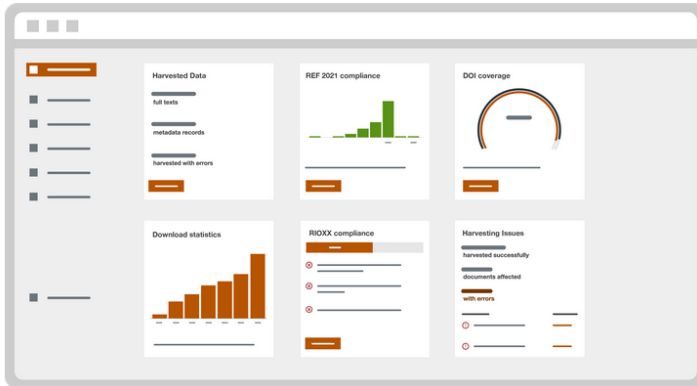 Harvested Data
full texts
metadata records
harvested with errors
REF 2021 compliance
DOI coverage
Download statistics
RIOXX compliance
Harvesting Issues
harvested successfully
documents affected
with errors